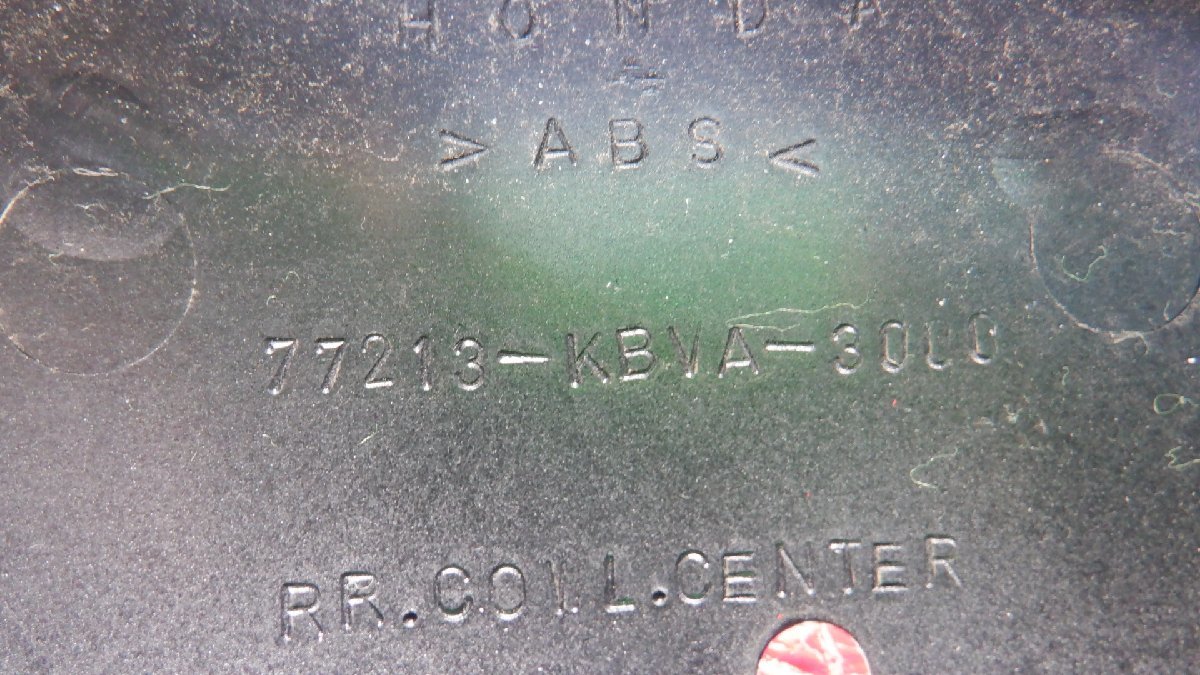 HONDA
>ABS<
77213-KBVA-3000
RR.COWL.CENTER